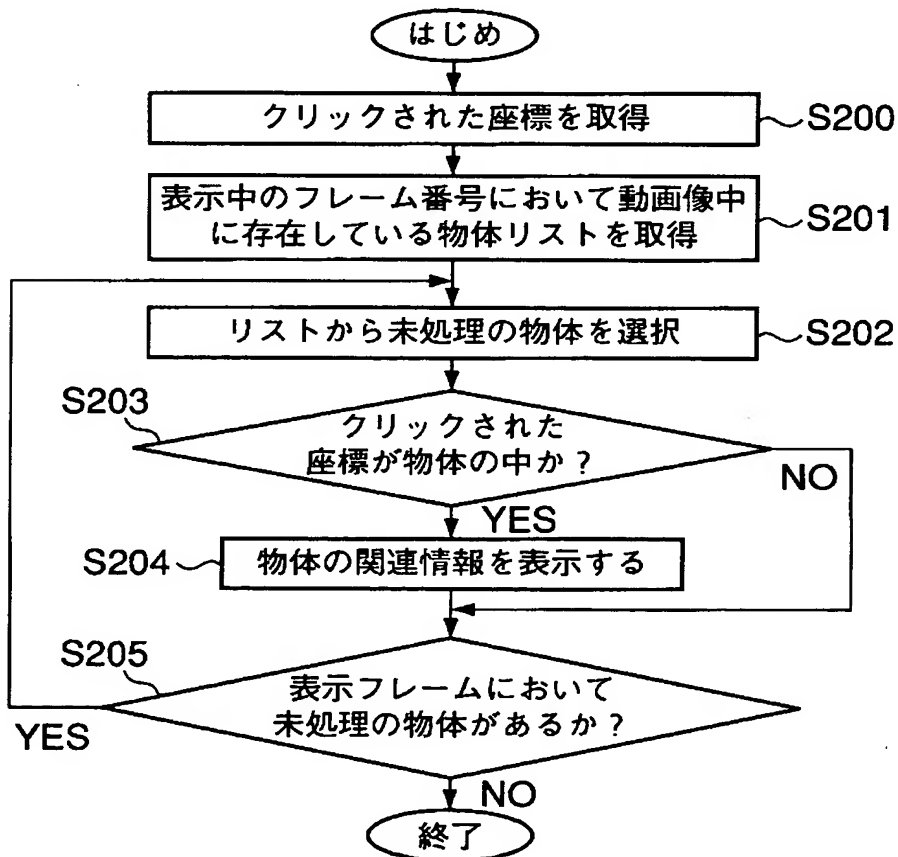 はじめ
クリックされた座標を取得
S200
表示中のフレーム番号において動画像中
に存在している物体リストを取得
S201
リストから未処理の物体を選択
S202
S203
クリックされた
座標が物体の中か?
NO
YES
S204
物体の関連情報を表示する
S205
表示フレームにおいて
未処理の物体があるか?
YES
NO
終了